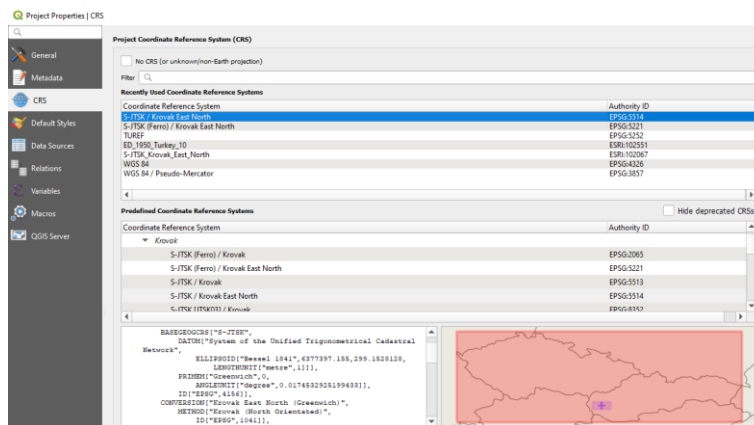 Project Properties | CRS
General
Metadata
CRS
Default Styles
Data Sources
Relations
Variables
Macros
QGIS Server
Project Coordinate Reference System (CRS)
No CRS (or unknown/non-Earth projection)
Filter
Recently Used Coordinate Reference Systems
Coordinate Reference System Authority ID
S-JTSK / Krovak East North EPSG:5514
S-JTSK (Ferro) / Krovak East North EPSG:5221
TUREF EPSG:5252
ED_1950_Turkey_10 ESRI:102551
S-JTSK_Krovak_East_North ESRI:102067
WGS 84 EPSG:4326
WGS 84 / Pseudo-Mercator EPSG:3857
Predefined Coordinate Reference Systems Hide deprecated CRSs
Coordinate Reference System Authority ID
Krovak
S-JTSK (Ferro) / Krovak EPSG:2065
S-JTSK (Ferro) / Krovak East North EPSG:5221
S-JTSK / Krovak EPSG:5513
S-JTSK / Krovak East North EPSG:5514
S-JTSK [JTSK03] / Krovak EPSG:8352
BASEGEOGCRS["S-JTSK",
DATUM["System of the Unified Trigonometrical Cadastral
Network",
ELLIPSOID["Bessel 1841",6377397.155,299.1528128,
LENGTHUNIT["metre",1]]],
PRIMEM["Greenwich",0,
ANGLEUNIT["degree",0.0174532925199433]],
ID["EPSG",4156]],
CONVERSION["Krovak East North (Greenwich)",
METHOD["Krovak (North Orientated)",
ID["EPSG",1041]],